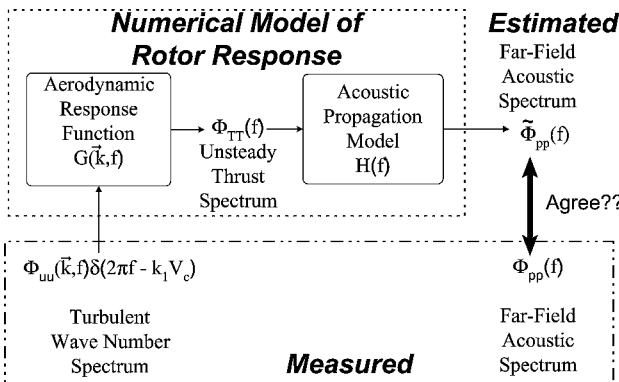 Numerical Model of
Rotor Response
Estimated
Far-Field
Acoustic
Spectrum
Aerodynamic
Response
Function
G(k⃗,f)
Φ_TT(f)
Unsteady
Thrust
Spectrum
Acoustic
Propagation
Model
H(f)
Φ̃_pp(f)
Agree??
Φ_uu(k⃗,f)δ(2πf - k₁V_c)
Turbulent
Wave Number
Spectrum
Φ_pp(f)
Far-Field
Acoustic
Spectrum
Measured